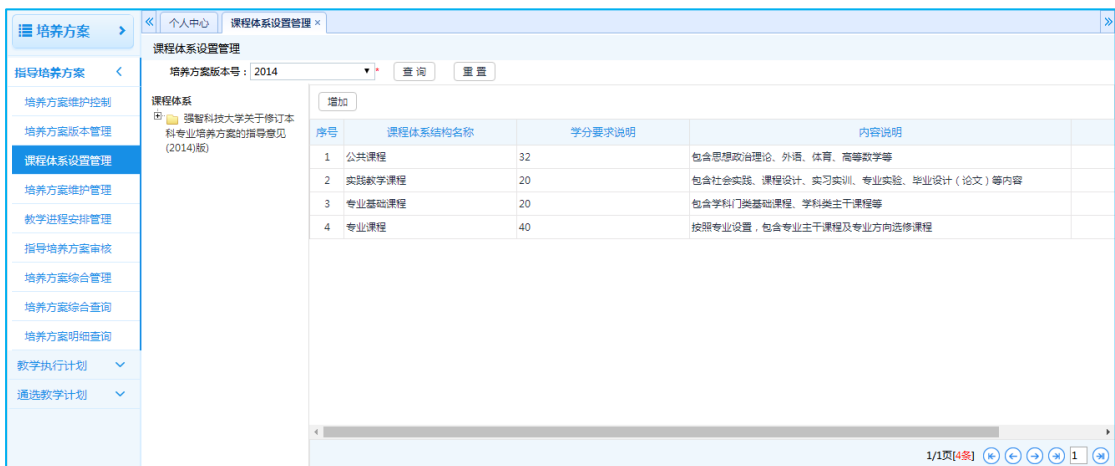 培养方案
个人中心 课程体系设置管理 ×
课程体系设置管理
培养方案版本号：2014 * 查 询 重 置
指导培养方案
培养方案维护控制
培养方案版本管理
课程体系设置管理
培养方案维护管理
教学进程安排管理
指导培养方案审核
培养方案综合管理
培养方案综合查询
培养方案明细查询
教学执行计划
通选教学计划
课程体系
强智科技大学关于修订本
科专业培养方案的指导意见
(2014)版)
增加
序号 课程体系结构名称 学分要求说明 内容说明
1 公共课程 32 包含思想政治理论、外语、体育、高等数学等
2 实践教学课程 20 包含社会实践、课程设计、实习实训、专业实验、毕业设计（论文）等内容
3 专业基础课程 20 包含学科门类基础课程、学科类主干课程等
4 专业课程 40 按照专业设置，包含专业主干课程及专业方向选修课程
1/1页[4条] 1